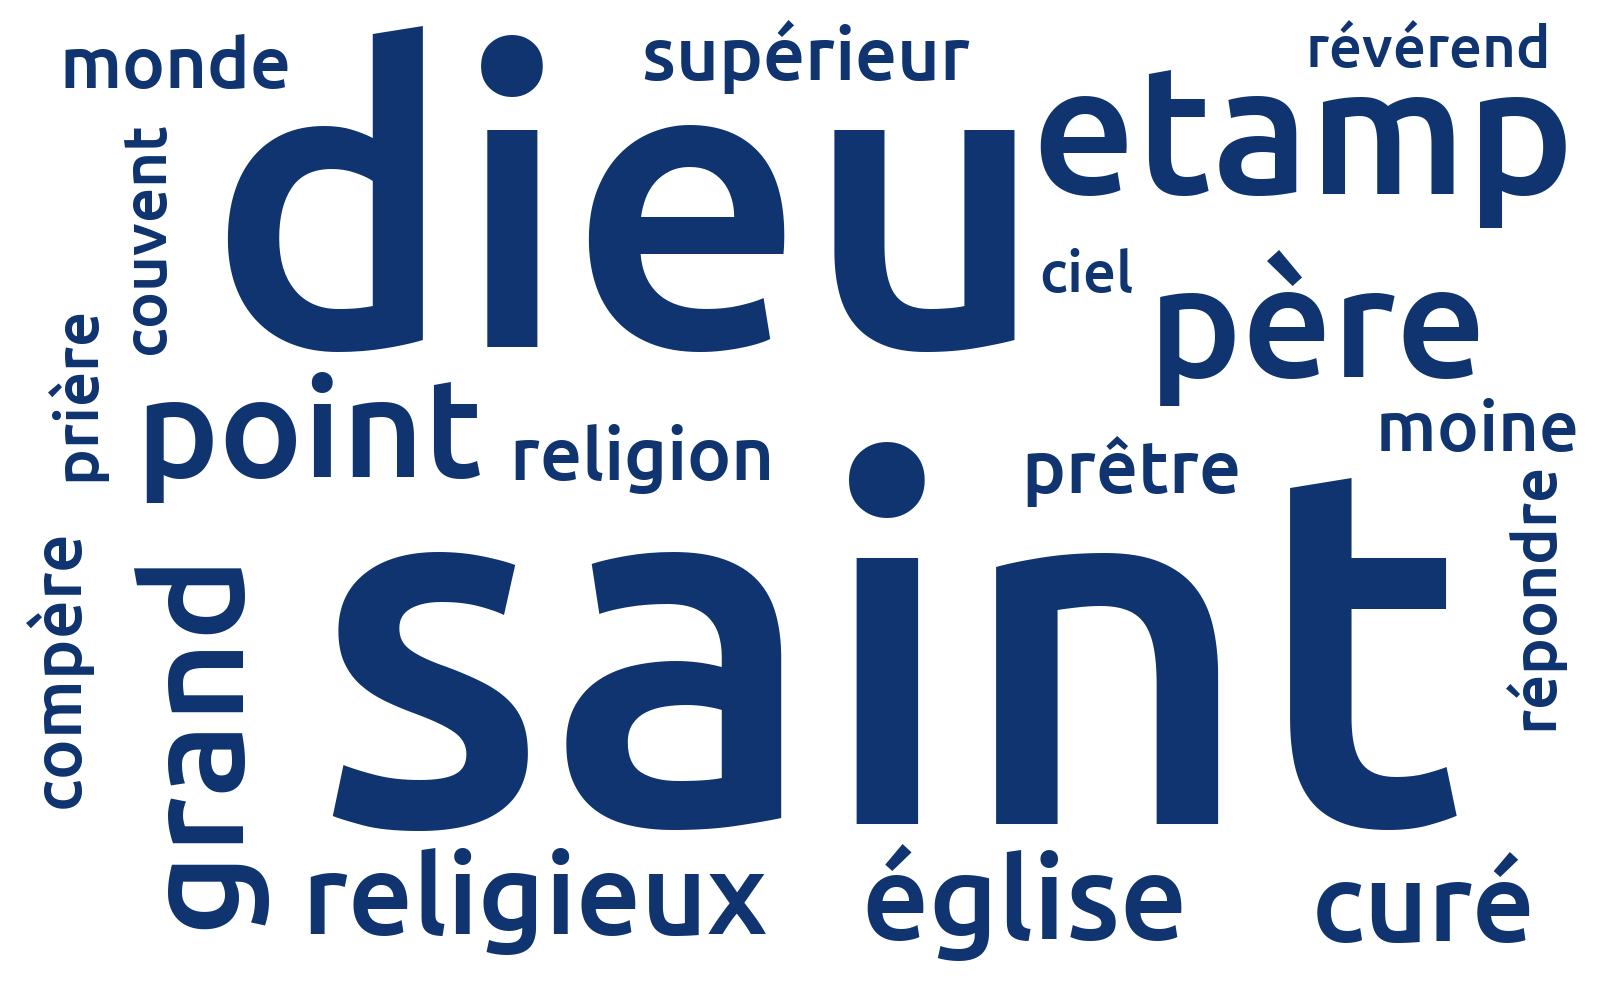 monde
supérieur
révérend
dieu
etamp
couvent
ciel
père
prière
point
religion
prêtre
moine
répondre
compère
grand
saint
religieux
église
curé